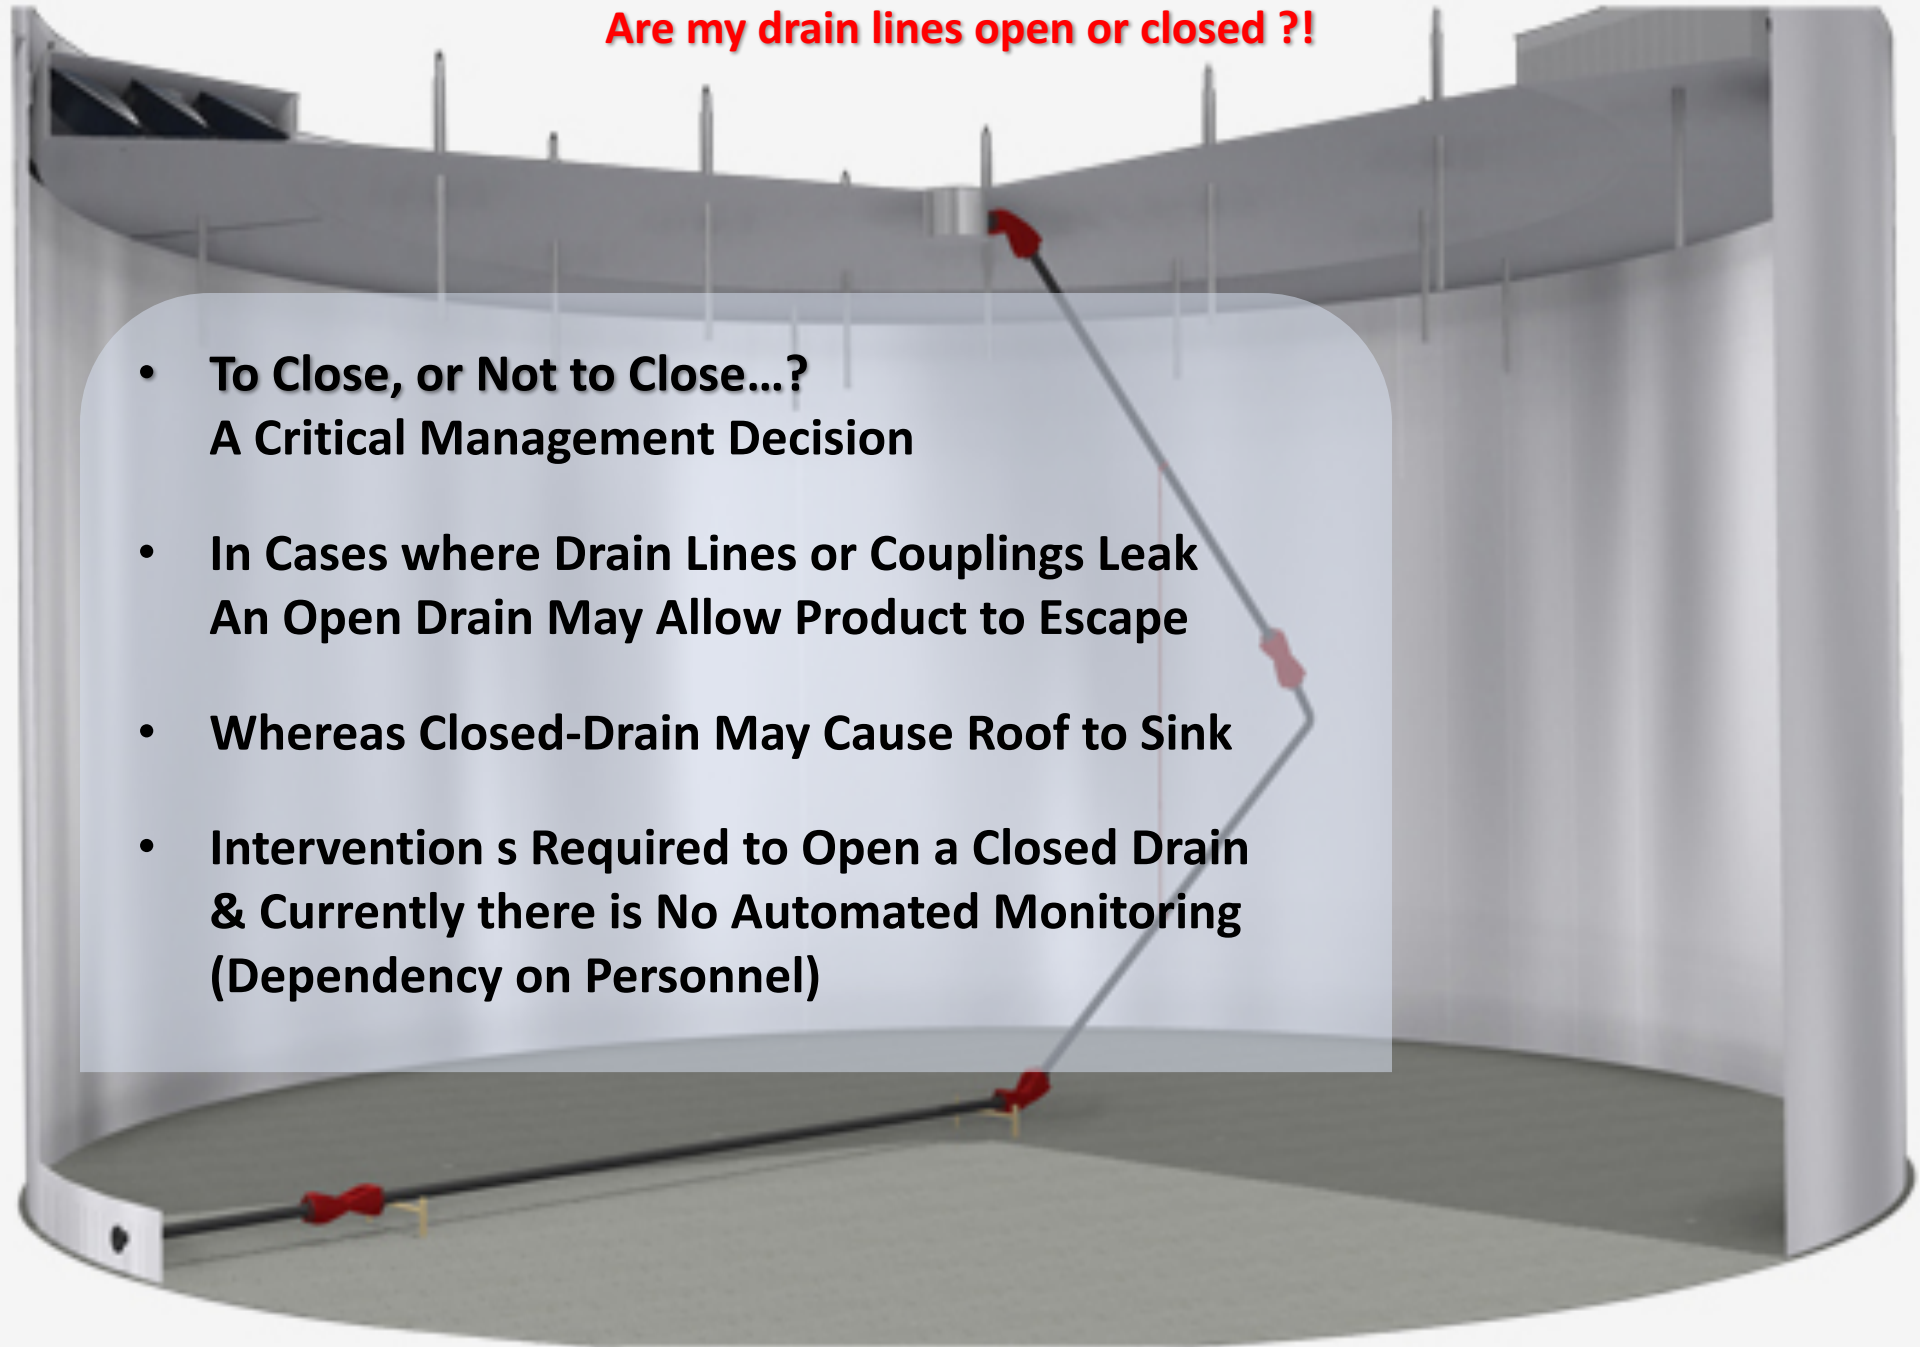 Are my drain lines open or closed ?!
• To Close, or Not to Close...?
A Critical Management Decision
• In Cases where Drain Lines or Couplings Leak
An Open Drain May Allow Product to Escape
• Whereas Closed-Drain May Cause Roof to Sink
• Intervention s Required to Open a Closed Drain
& Currently there is No Automated Monitoring
(Dependency on Personnel)